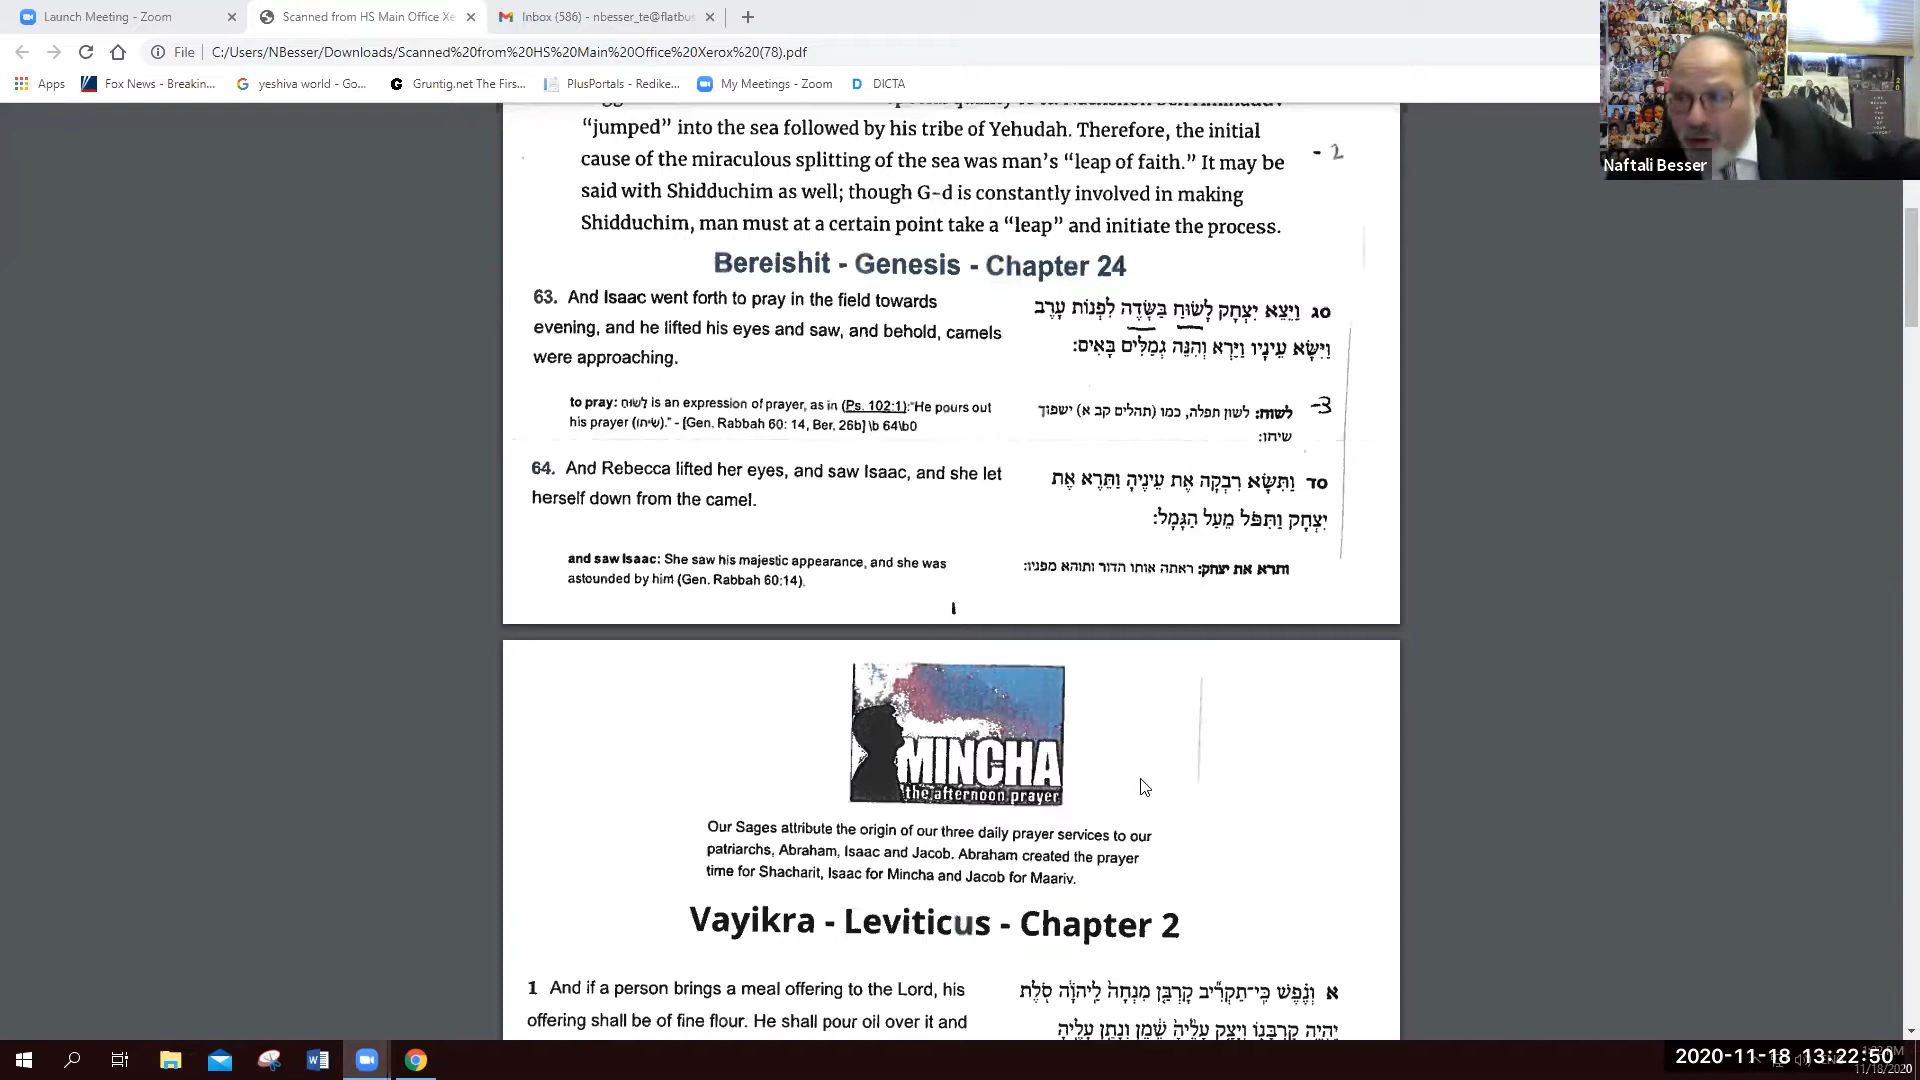 Launch Meeting - Zoom
Scanned from HS Main Office Xe
Inbox (586) - nbesser_te@flatbus
File
C:/Users/NBesser/Downloads/Scanned%20from%20HS%20Main%20Office%20Xerox%20(78).pdf
Apps
Fox News - Breakin...
yeshiva world - Go...
Gruntig.net The Firs...
PlusPortals - Redike...
My Meetings - Zoom
DICTA
Naftali Besser
“jumped” into the sea followed by his tribe of Yehudah. Therefore, the initial
cause of the miraculous splitting of the sea was man’s “leap of faith.” It may be
- 2
said with Shidduchim as well; though G-d is constantly involved in making
Shidduchim, man must at a certain point take a “leap” and initiate the process.
Bereishit - Genesis - Chapter 24
63. And Isaac went forth to pray in the field towards
evening, and he lifted his eyes and saw, and behold, camels
were approaching.
סג וַיֵּצֵא יִצְחָק לָשׂוּחַ בַּשָּׂדֶה לִפְנוֹת עָרֶב
וַיִּשָּׂא עֵינָיו וַיַּרְא וְהִנֵּה גְמַלִּים בָּאִים:
to pray: לָשׂוּחַ is an expression of prayer, as in (Ps. 102:1):“He pours out
his prayer (שִׂיחוֹ).” - [Gen. Rabbah 60: 14, Ber. 26b] \b 64\b0
לשוח: לשון תפלה, כמו (תהלים קב א) ישפוך
שיחו:
-3
64. And Rebecca lifted her eyes, and saw Isaac, and she let
herself down from the camel.
סד וַתִּשָּׂא רִבְקָה אֶת עֵינֶיהָ וַתֵּרֶא אֶת
יִצְחָק וַתִּפֹּל מֵעַל הַגָּמָל:
and saw Isaac: She saw his majestic appearance, and she was
astounded by him (Gen. Rabbah 60:14).
ותרא את יצחק: ראתה אותו הדור ותוהא מפניו:
1
MINCHA
the afternoon prayer
Our Sages attribute the origin of our three daily prayer services to our
patriarchs, Abraham, Isaac and Jacob. Abraham created the prayer
time for Shacharit, Isaac for Mincha and Jacob for Maariv.
Vayikra - Leviticus - Chapter 2
1 And if a person brings a meal offering to the Lord, his
offering shall be of fine flour. He shall pour oil over it and
א וְנֶפֶשׁ כִּי־תַקְרִיב קָרְבַּן מִנְחָה לַיהוָה סֹלֶת
יִהְיֶה קָרְבָּנוֹ וְיָצַק עָלֶיהָ שֶׁמֶן וְנָתַן עָלֶיהָ
2020-11-18 13:22:50
11/18/2020